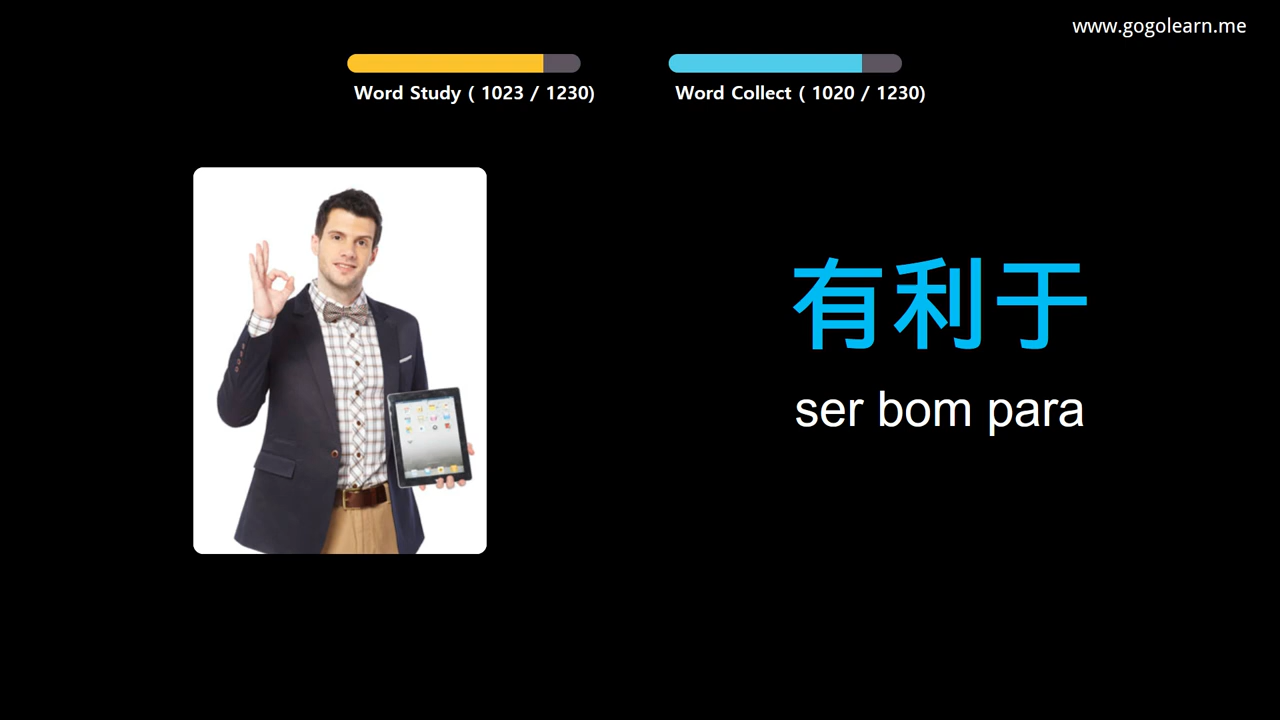 www.gogolearn.me
Word Study ( 1023 / 1230)
Word Collect ( 1020 / 1230)
有利于
ser bom para